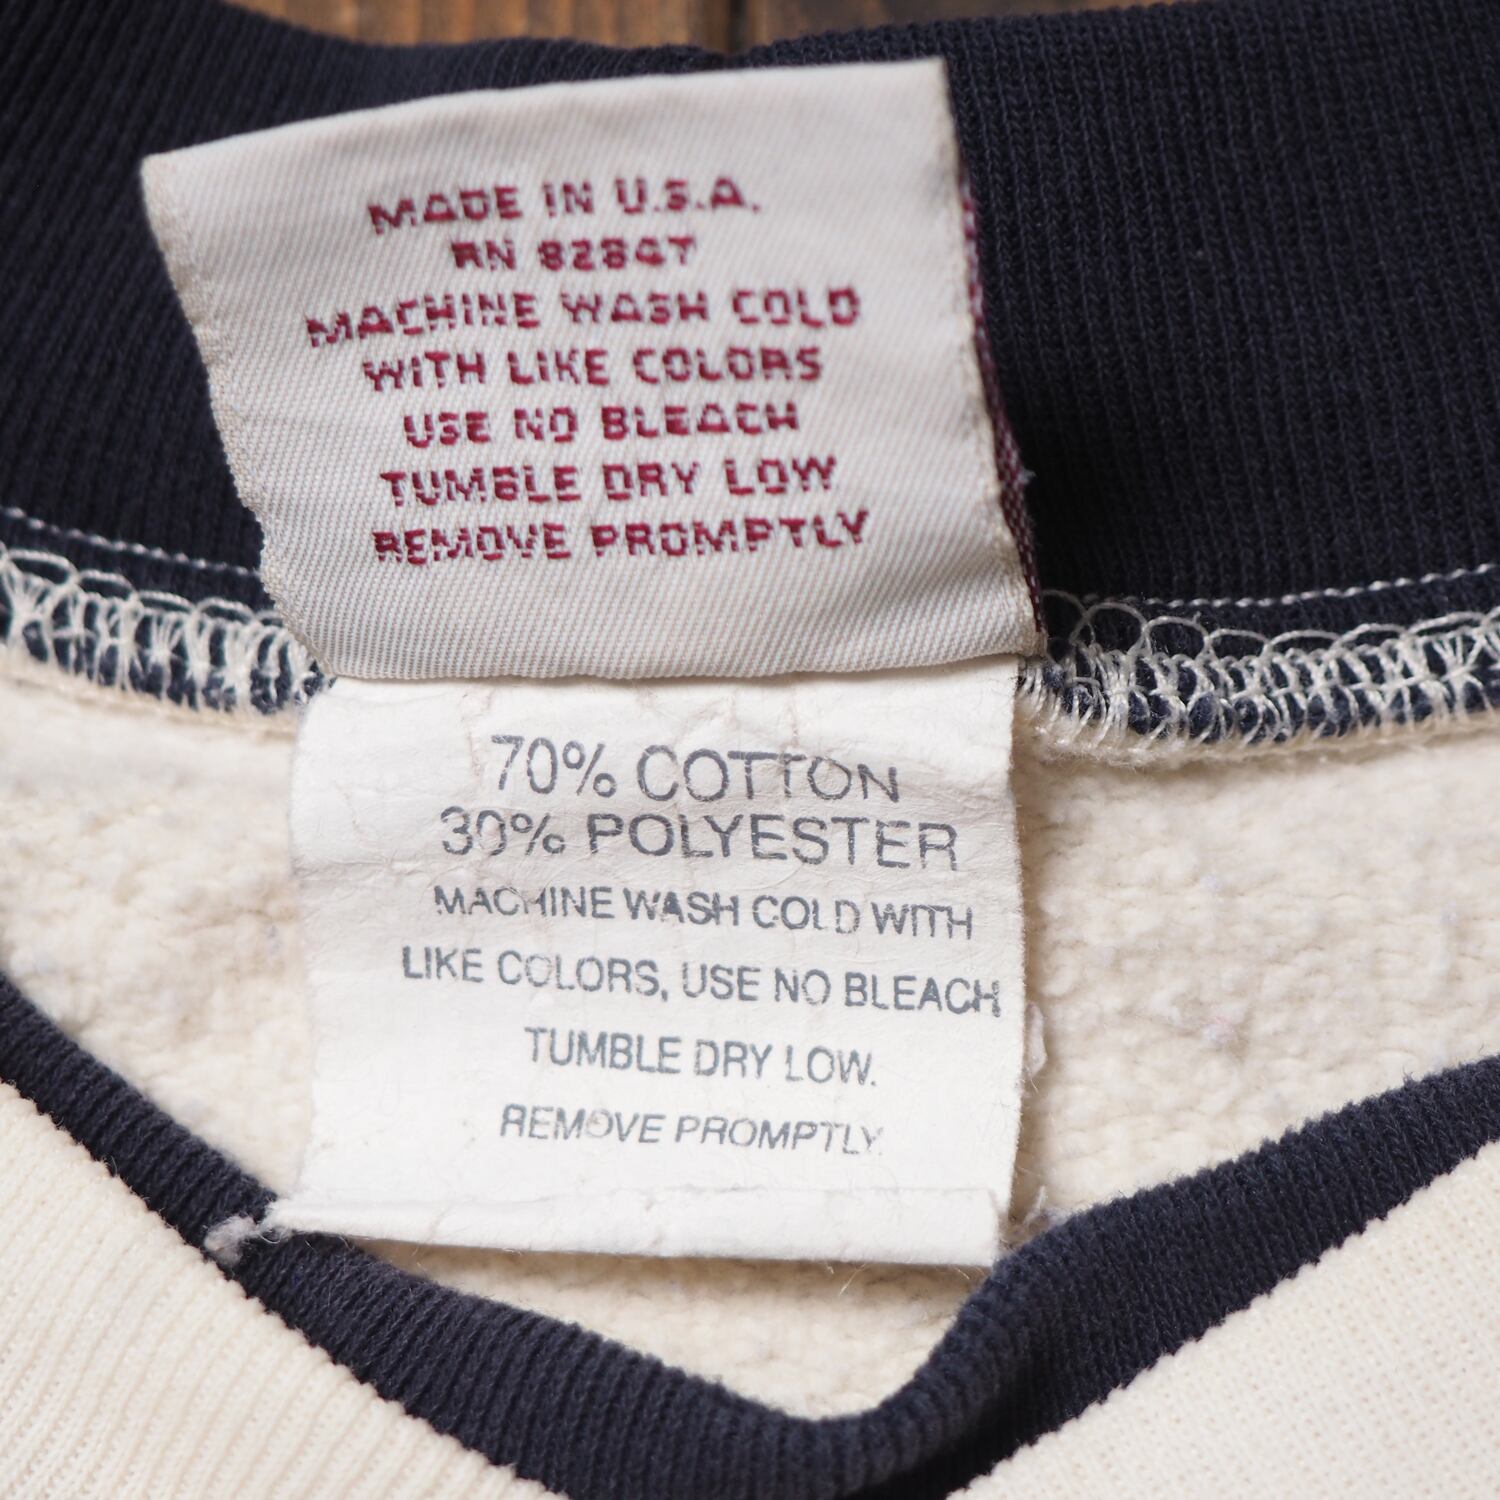 MADE IN U.S.A.
RN 82847
MACHINE WASH COLD
WITH LIKE COLORS
USE NO BLEACH
TUMBLE DRY LOW
REMOVE PROMPTLY
70% COTTON
30% POLYESTER
MACHINE WASH COLD WITH
LIKE COLORS, USE NO BLEACH
TUMBLE DRY LOW.
REMOVE PROMPTLY.